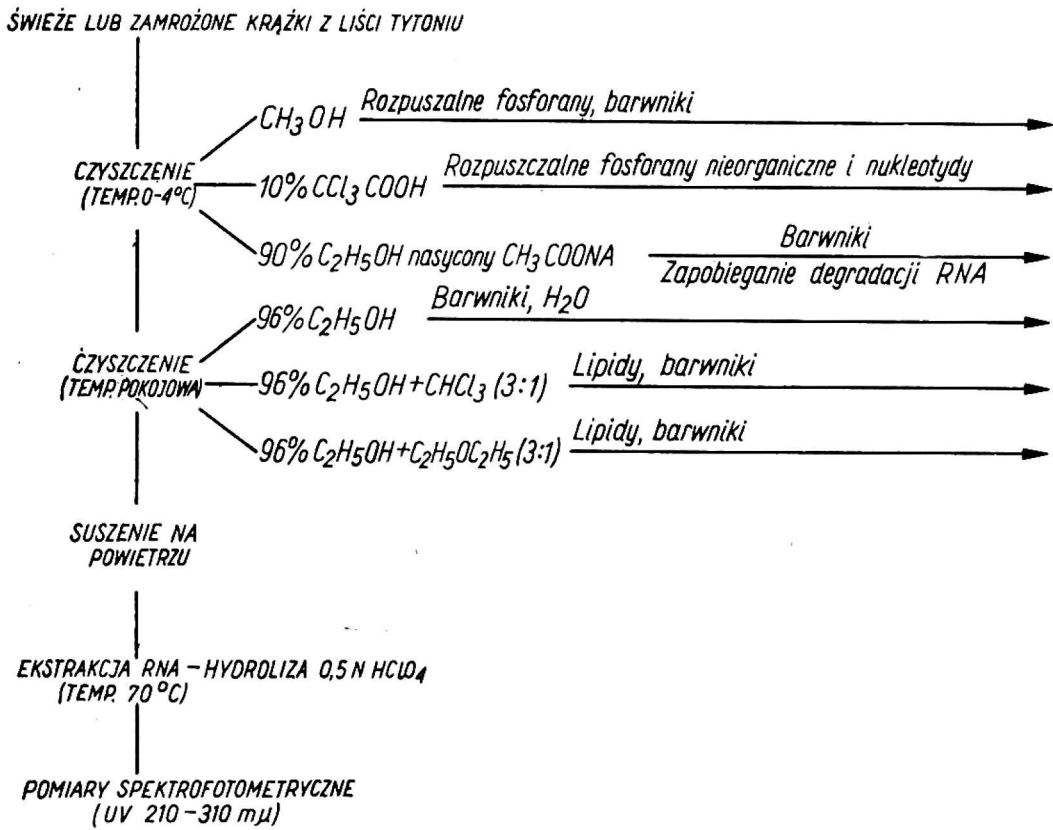 ŚWIEŻE LUB ZAMROŻONE KRĄŻKI Z LIŚCI TYTONIU
CH₃OH Rozpuszalne fosforany, barwniki
CZYSZCZENIE
(TEMP. 0-4°C)
10% CCl₃COOH Rozpuszczalne fosforany nieorganiczne i nukleotydy
90% C₂H₅OH nasycony CH₃COONA Barwniki
Zapobieganie degradacji RNA
96% C₂H₅OH Barwniki, H₂O
CZYSZCZENIE
(TEMP. POKOJOWA)
96% C₂H₅OH+CHCl₃ (3:1) Lipidy, barwniki
96% C₂H₅OH+C₂H₅OC₂H₅ (3:1) Lipidy, barwniki
SUSZENIE NA
POWIETRZU
EKSTRAKCJA RNA – HYDROLIZA 0,5 N HClO₄
(TEMP. 70°C)
POMIARY SPEKTROFOTOMETRYCZNE
(UV 210-310 mµ)